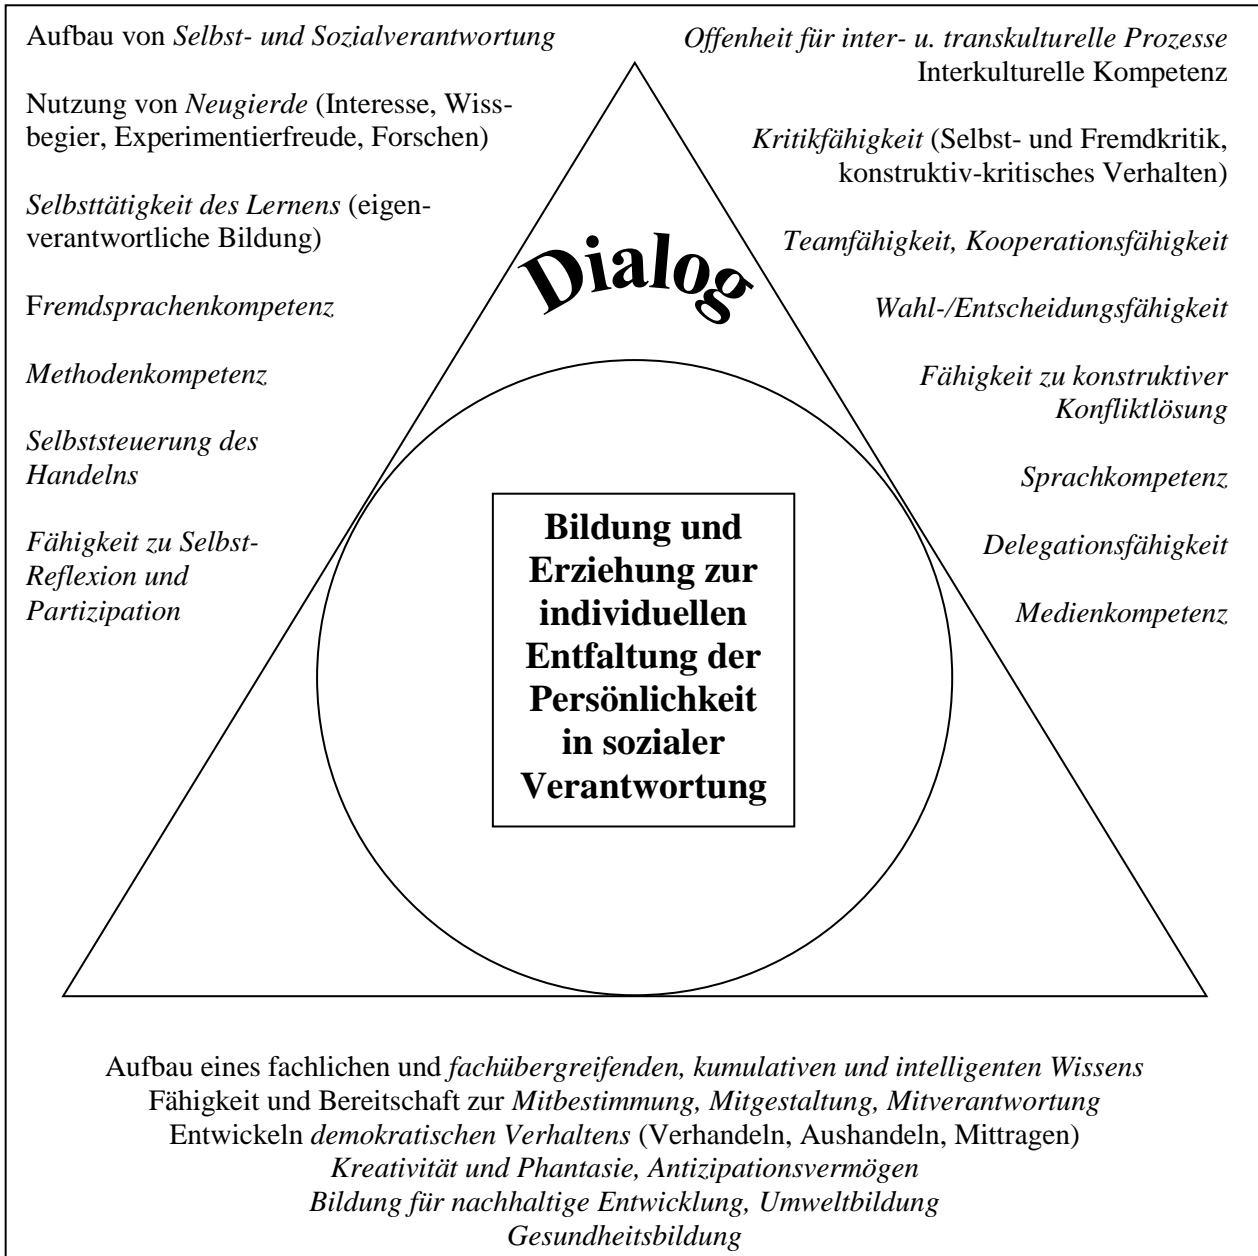 Aufbau von Selbst- und Sozialverantwortung
Nutzung von Neugierde (Interesse, Wiss-
begier, Experimentierfreude, Forschen)
Selbsttätigkeit des Lernens (eigen-
verantwortliche Bildung)
Fremdsprachenkompetenz
Methodenkompetenz
Selbststeuerung des
Handelns
Fähigkeit zu Selbst-
Reflexion und
Partizipation
Offenheit für inter- u. transkulturelle Prozesse
Interkulturelle Kompetenz
Kritikfähigkeit (Selbst- und Fremdkritik,
konstruktiv-kritisches Verhalten)
Teamfähigkeit, Kooperationsfähigkeit
Wahl-/Entscheidungsfähigkeit
Fähigkeit zu konstruktiver
Konfliktlösung
Sprachkompetenz
Delegationsfähigkeit
Medienkompetenz
Dialog
Bildung und
Erziehung zur
individuellen
Entfaltung der
Persönlichkeit
in sozialer
Verantwortung
Aufbau eines fachlichen und fachübergreifenden, kumulativen und intelligenten Wissens
Fähigkeit und Bereitschaft zur Mitbestimmung, Mitgestaltung, Mitverantwortung
Entwickeln demokratischen Verhaltens (Verhandeln, Aushandeln, Mittragen)
Kreativität und Phantasie, Antizipationsvermögen
Bildung für nachhaltige Entwicklung, Umweltbildung
Gesundheitsbildung